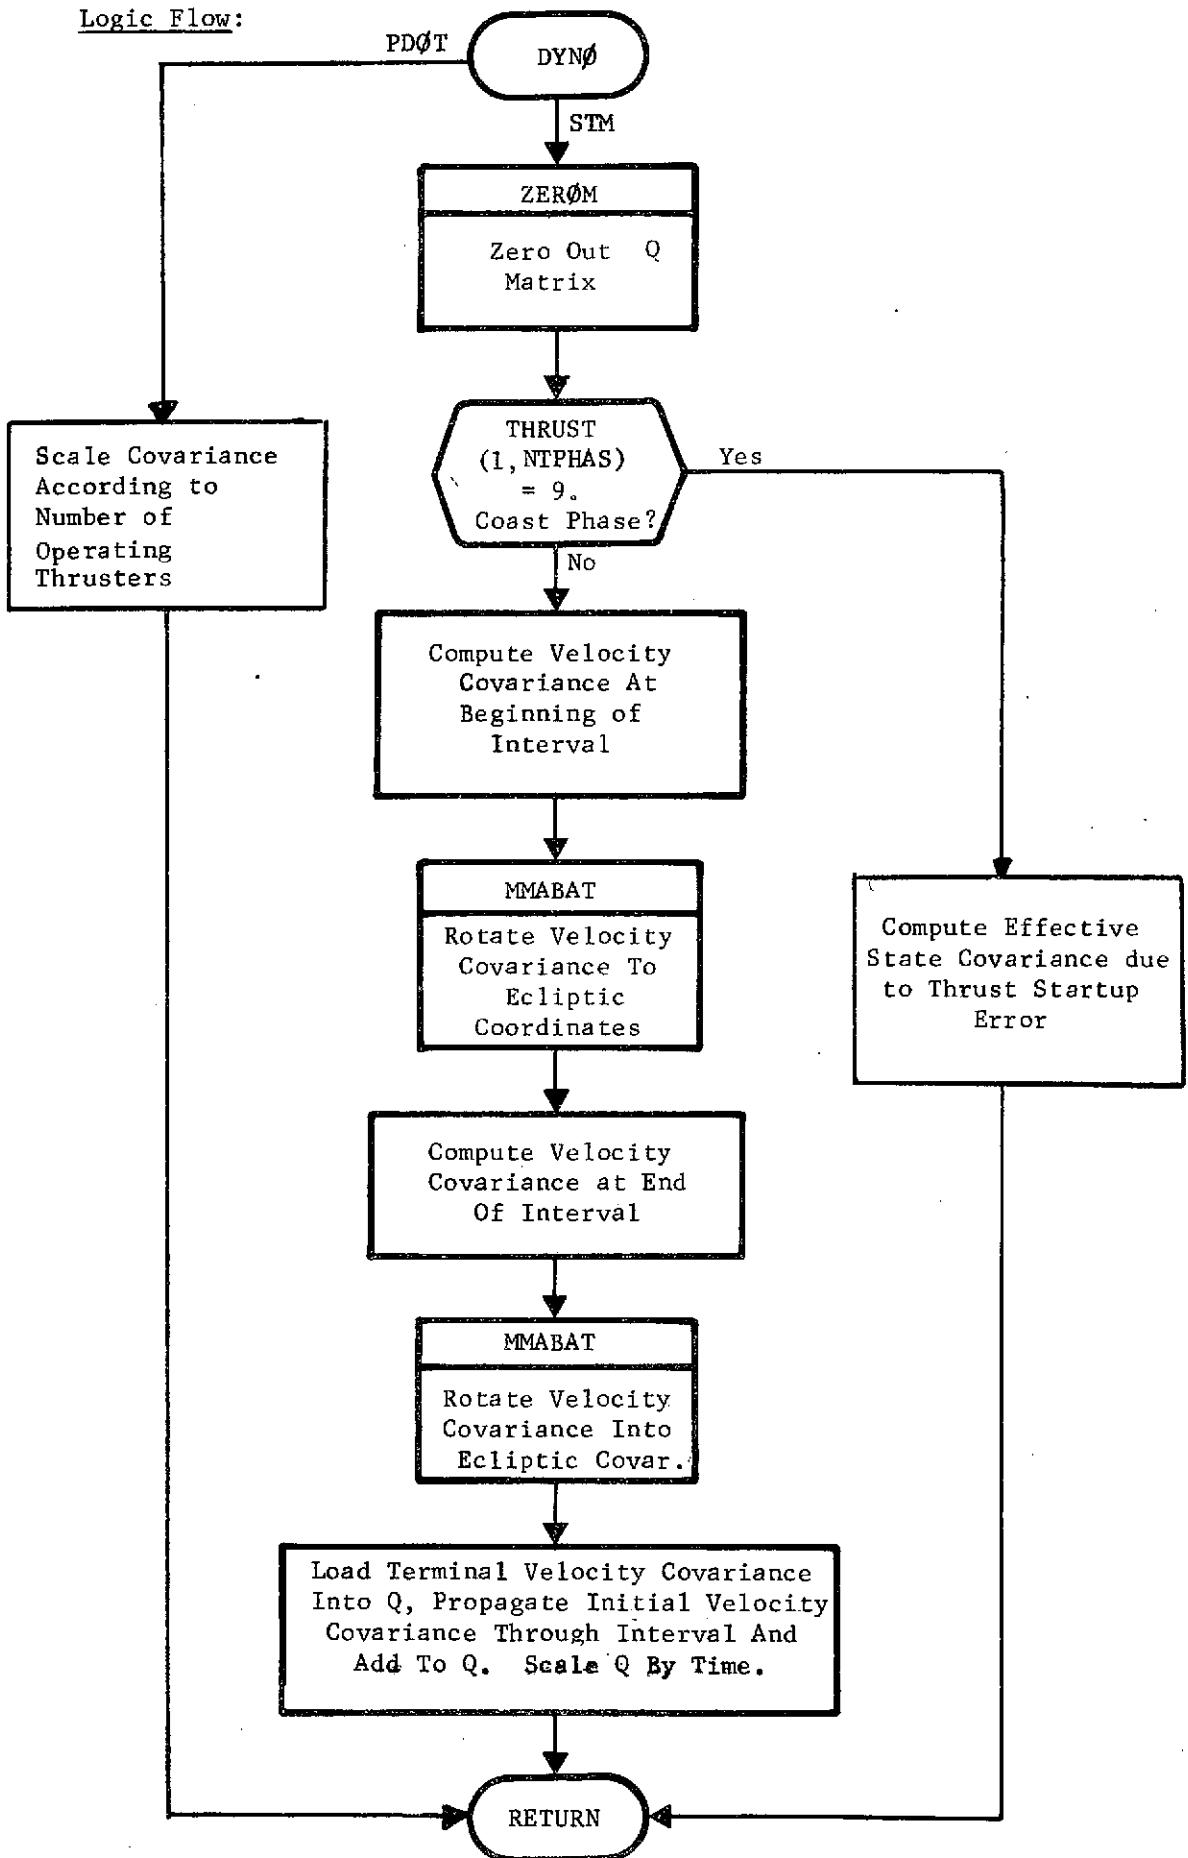 Logic Flow:
PDØT
DYNØ
STM
ZERØM
Zero Out Q
Matrix
THRUST
(1,NTPHAS)
= 9.
Coast Phase?
Yes
No
Scale Covariance
According to
Number of
Operating
Thrusters
Compute Velocity
Covariance At
Beginning of
Interval
MMABAT
Rotate Velocity
Covariance To
Ecliptic
Coordinates
Compute Effective
State Covariance due
to Thrust Startup
Error
Compute Velocity
Covariance at End
Of Interval
MMABAT
Rotate Velocity
Covariance Into
Ecliptic Covar.
Load Terminal Velocity Covariance
Into Q, Propagate Initial Velocity
Covariance Through Interval And
Add To Q. Scale Q By Time.
RETURN